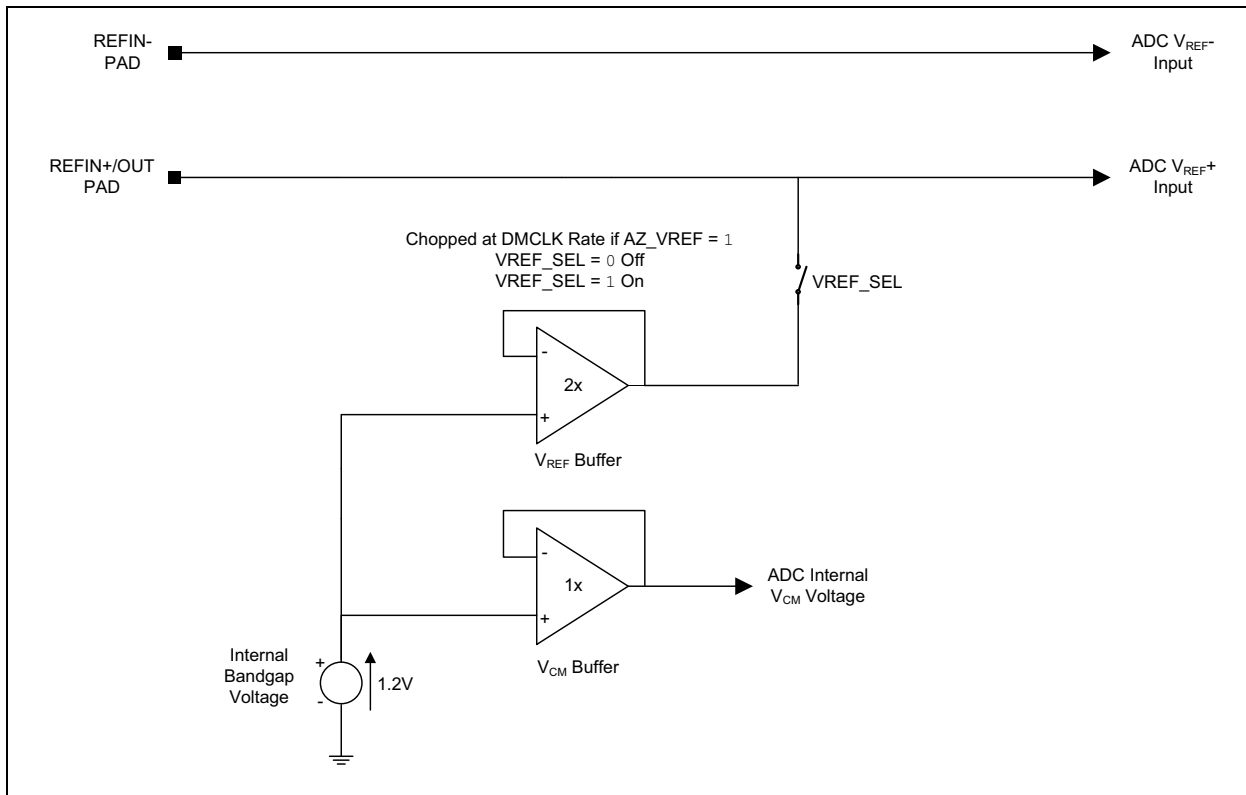 REFIN-
PAD
ADC VREF-
Input
REFIN+/OUT
PAD
ADC VREF+
Input
Chopped at DMCLK Rate if AZ_VREF = 1
VREF_SEL = 0 Off
VREF_SEL = 1 On
VREF_SEL
-
2x
+
VREF Buffer
-
1x
+
ADC Internal
VCM Voltage
VCM Buffer
Internal
Bandgap
Voltage
+
-
1.2V